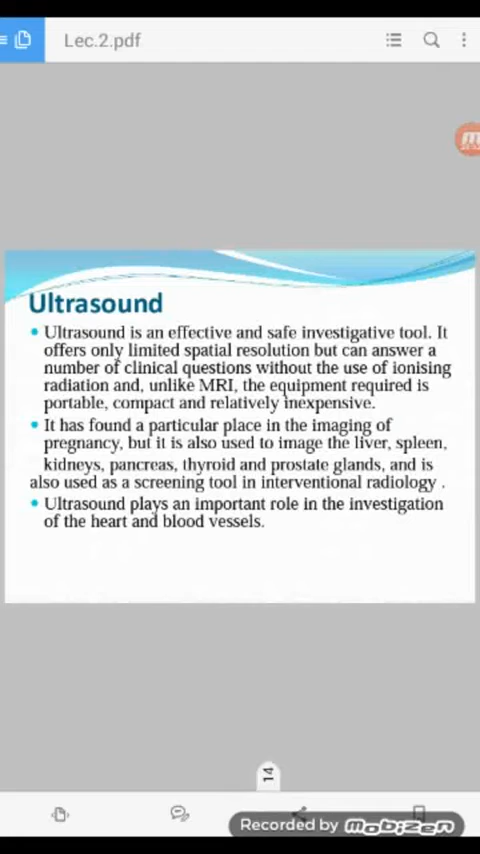 Lec.2.pdf
Ultrasound
• Ultrasound is an effective and safe investigative tool. It
offers only limited spatial resolution but can answer a
number of clinical questions without the use of ionising
radiation and, unlike MRI, the equipment required is
portable, compact and relatively inexpensive.
• It has found a particular place in the imaging of
pregnancy, but it is also used to image the liver, spleen,
kidneys, pancreas, thyroid and prostate glands, and is
also used as a screening tool in interventional radiology .
• Ultrasound plays an important role in the investigation
of the heart and blood vessels.
14
Recorded by mobizen